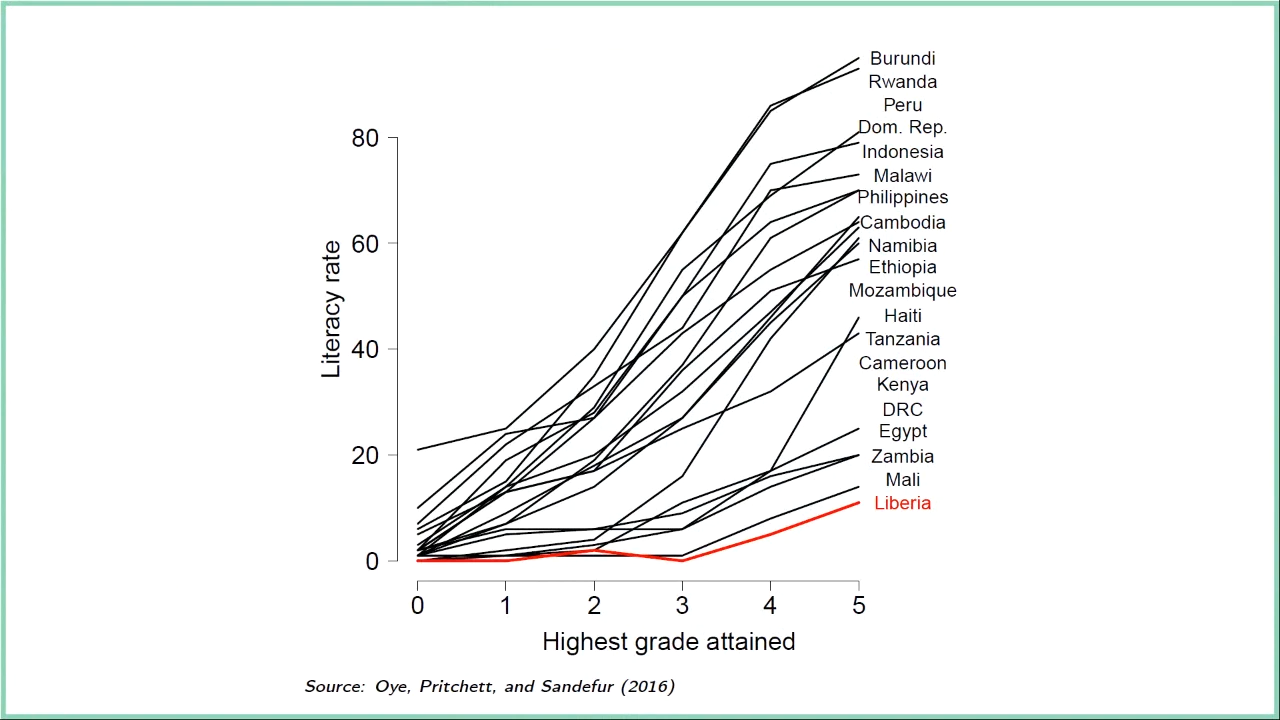 Burundi
Rwanda
Peru
Dom. Rep.
Indonesia
Malawi
Philippines
Cambodia
Namibia
Ethiopia
Mozambique
Haiti
Tanzania
Cameroon
Kenya
DRC
Egypt
Zambia
Mali
Liberia
80
60
40
20
0
Literacy rate
0 1 2 3 4 5
Highest grade attained
Source: Oye, Pritchett, and Sandefur (2016)